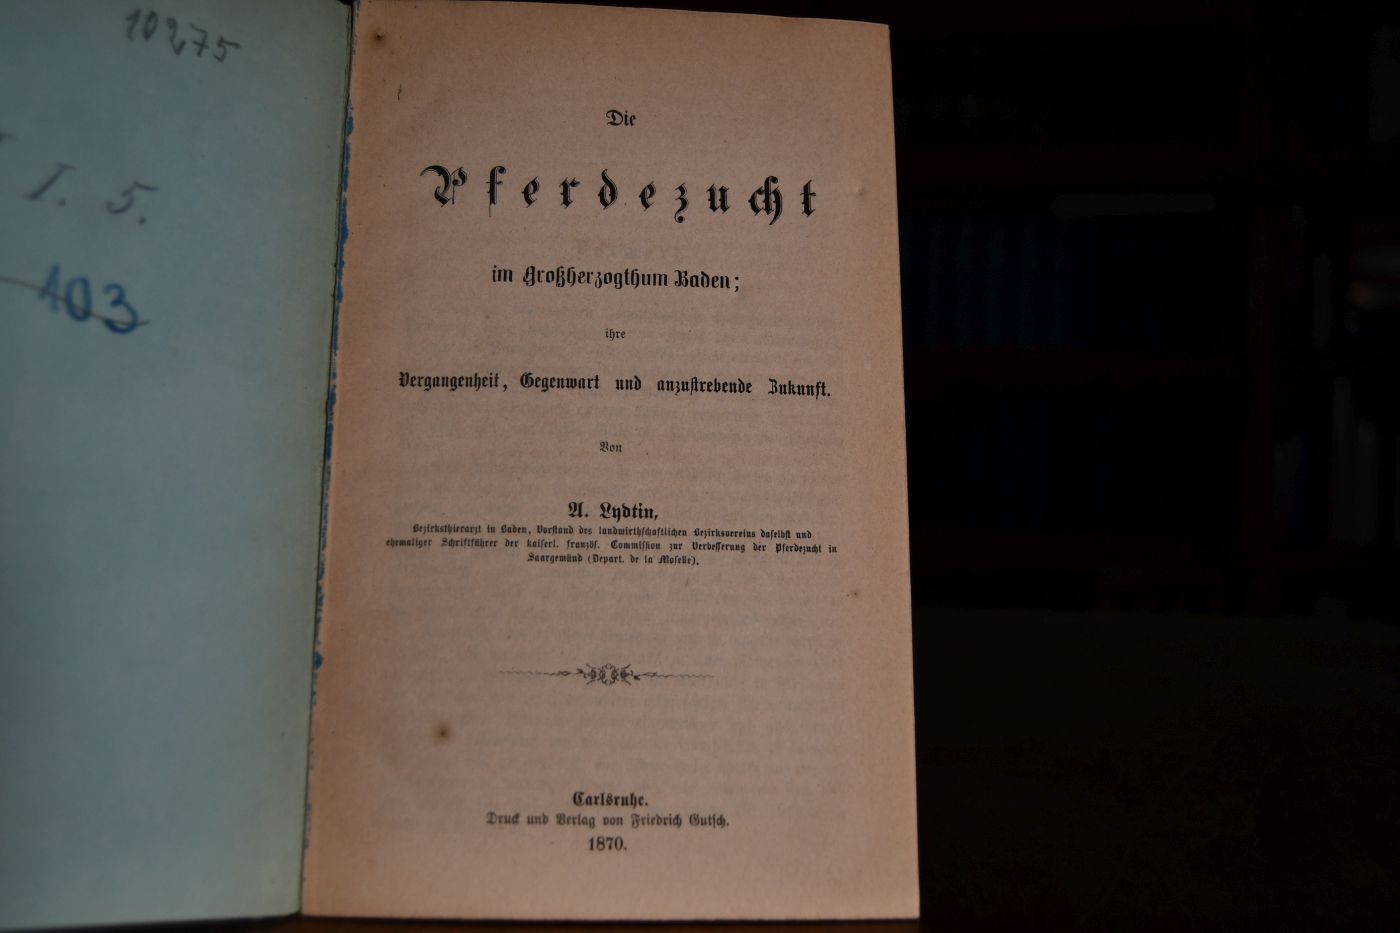 10275
I. 5.
103
Die
Pferdezucht
im Großherzogthum Baden;
ihre
Vergangenheit, Gegenwart und anzustrebende Zukunft.
Von
A. Lydtin,
Bezirksthierarzt in Baden, Vorstand des landwirthschaftlichen Bezirksvereins daselbst und
ehemaliger Schriftführer der kaiserl. französ. Commission zur Verbesserung der Pferdezucht in
Saargemünd (Depart. de la Moselle).
Carlsruhe.
Druck und Verlag von Friedrich Gutsch.
1870.